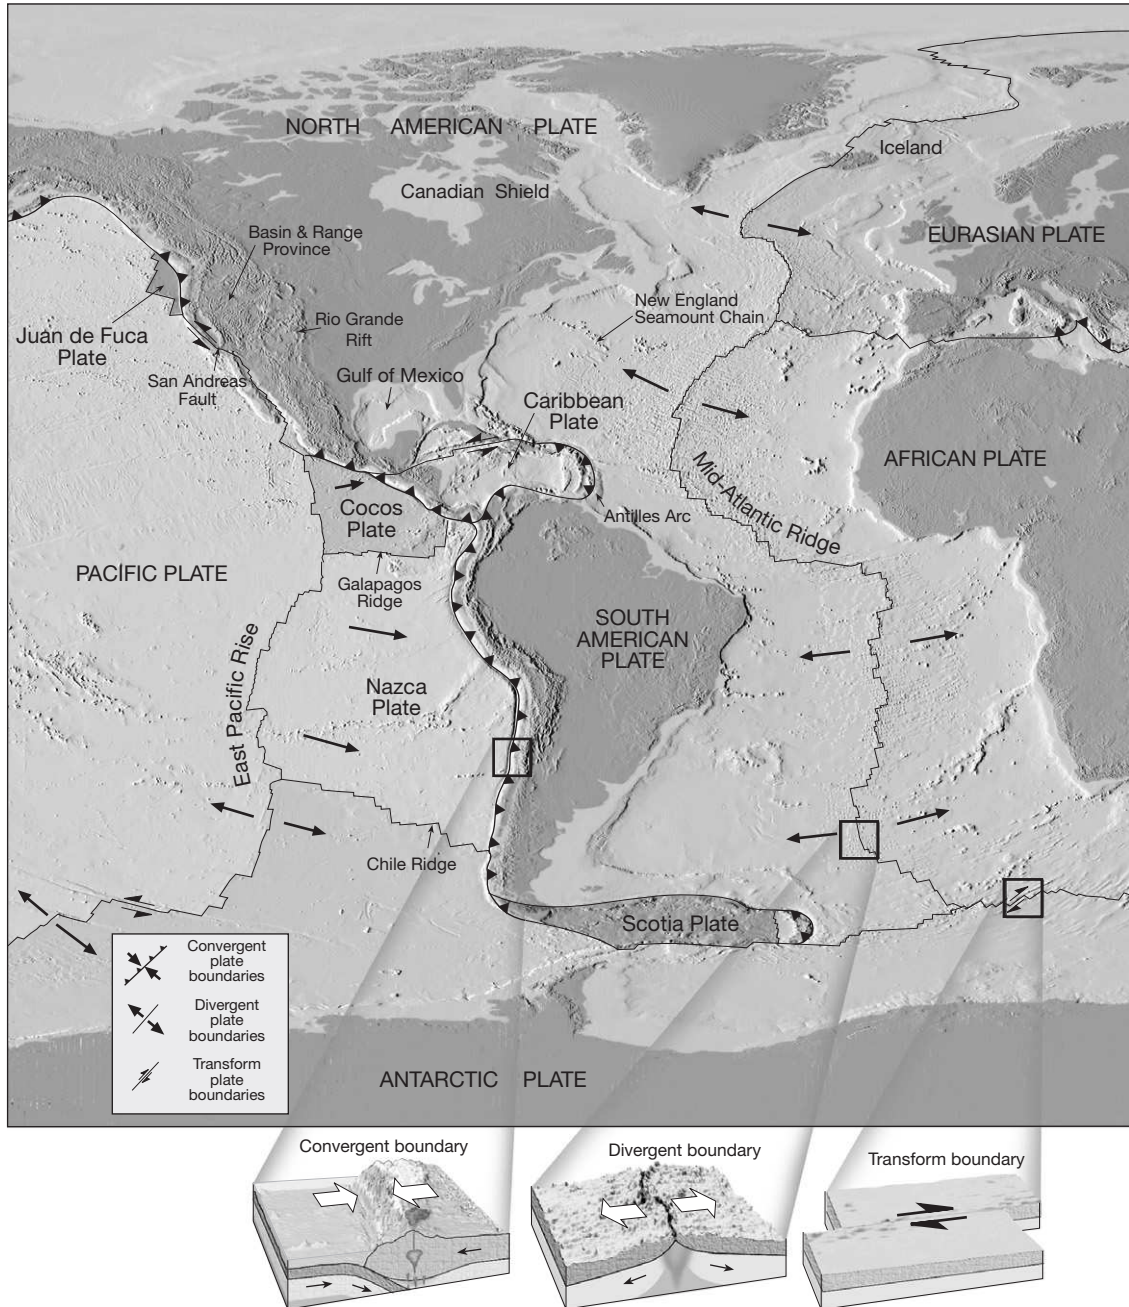 NORTH AMERICAN PLATE
Iceland
Canadian Shield
Basin & Range
Province
EURASIAN PLATE
New England
Seamount Chain
Juan de Fuca
Plate
Rio Grande
Rift
San Andreas
Fault
Gulf of Mexico
Caribbean
Plate
AFRICAN PLATE
Mid-Atlantic Ridge
Cocos
Plate
Antilles Arc
PACIFIC PLATE
Galapagos
Ridge
SOUTH
AMERICAN
PLATE
East Pacific Rise
Nazca
Plate
Chile Ridge
Scotia Plate
Convergent
plate
boundaries
Divergent
plate
boundaries
Transform
plate
boundaries
ANTARCTIC PLATE
Convergent boundary
Divergent boundary
Transform boundary